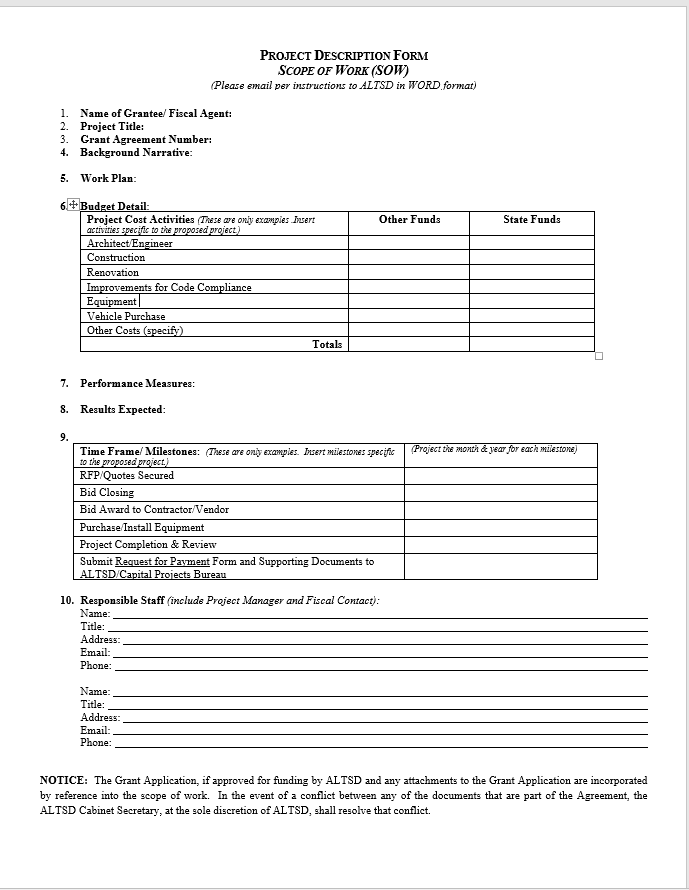 PROJECT DESCRIPTION FORM
SCOPE OF WORK (SOW)
(Please email per instructions to ALTSD in WORD format)
1. Name of Grantee/ Fiscal Agent:
2. Project Title:
3. Grant Agreement Number:
4. Background Narrative:
5. Work Plan:
6. Budget Detail:
Project Cost Activities (These are only examples .Insert
activities specific to the proposed project.)
Other Funds
State Funds
Architect/Engineer
Construction
Renovation
Improvements for Code Compliance
Equipment
Vehicle Purchase
Other Costs (specify)
Totals
7. Performance Measures:
8. Results Expected:
9.
Time Frame/ Milestones: (These are only examples. Insert milestones specific
to the proposed project.)
(Project the month & year for each milestone)
RFP/Quotes Secured
Bid Closing
Bid Award to Contractor/Vendor
Purchase/Install Equipment
Project Completion & Review
Submit Request for Payment Form and Supporting Documents to
ALTSD/Capital Projects Bureau
10. Responsible Staff (include Project Manager and Fiscal Contact):
Name:
Title:
Address:
Email:
Phone:
Name:
Title:
Address:
Email:
Phone:
NOTICE: The Grant Application, if approved for funding by ALTSD and any attachments to the Grant Application are incorporated
by reference into the scope of work. In the event of a conflict between any of the documents that are part of the Agreement, the
ALTSD Cabinet Secretary, at the sole discretion of ALTSD, shall resolve that conflict.